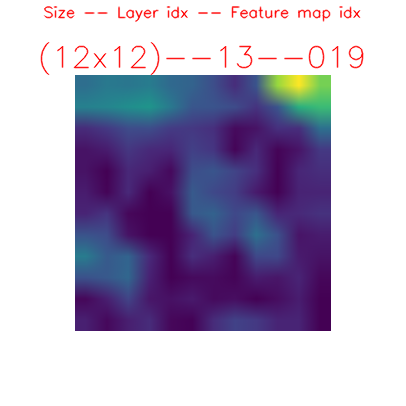 Size -- Layer idx -- Feature map idx
(12x12)--13--019